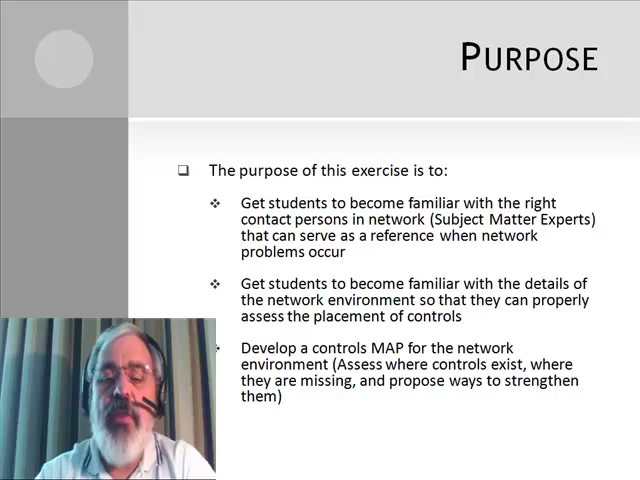 PURPOSE
The purpose of this exercise is to:
Get students to become familiar with the right
contact persons in network (Subject Matter Experts)
that can serve as a reference when network
problems occur
Get students to become familiar with the details of
the network environment so that they can properly
assess the placement of controls
Develop a controls MAP for the network
environment (Assess where controls exist, where
they are missing, and propose ways to strengthen
them)